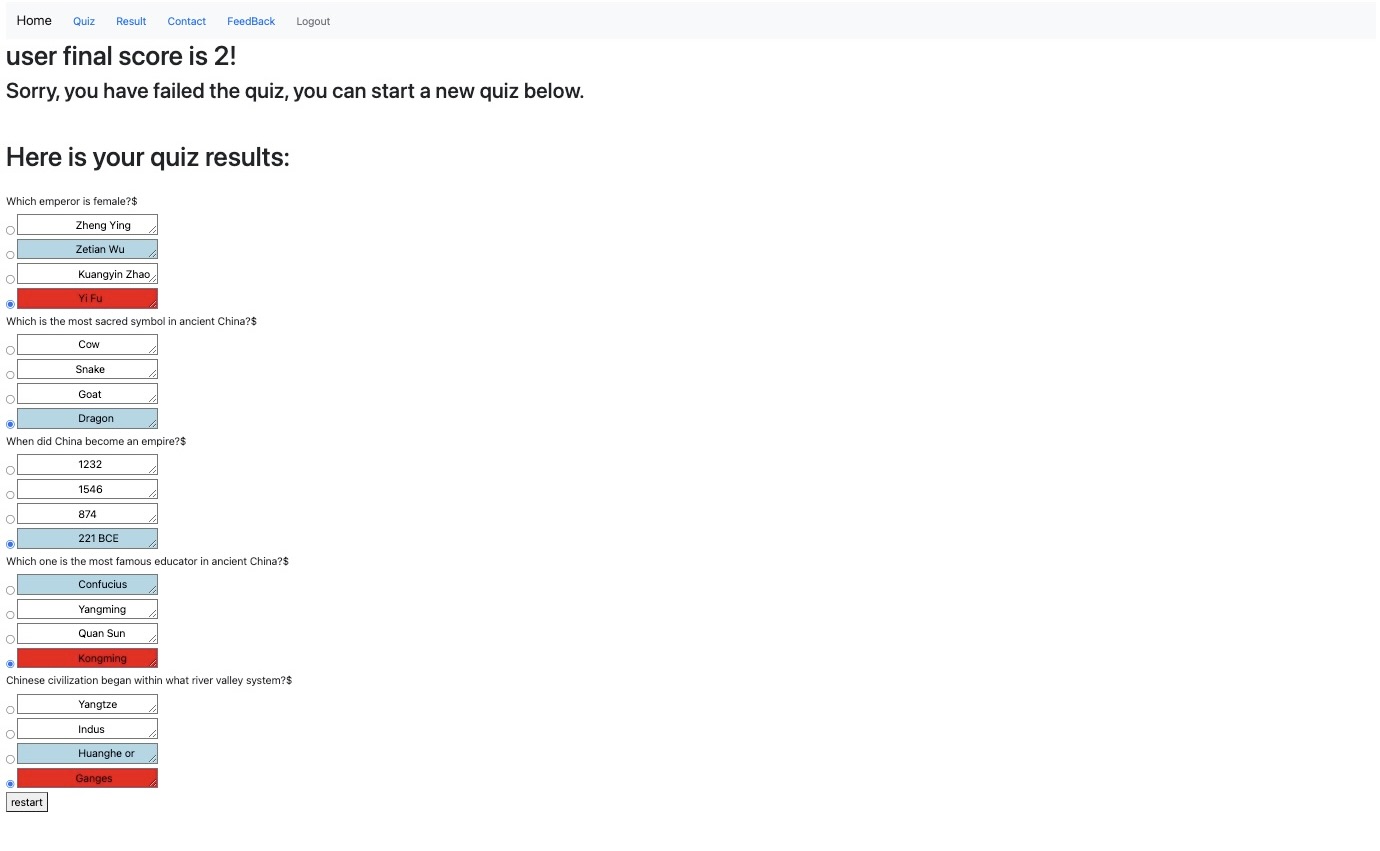 Home Quiz Result Contact FeedBack Logout
user final score is 2!
Sorry, you have failed the quiz, you can start a new quiz below.
Here is your quiz results:
Which emperor is female?$
Zheng Ying
Zetian Wu
Kuangyin Zhao
Yi Fu
Which is the most sacred symbol in ancient China?$
Cow
Snake
Goat
Dragon
When did China become an empire?$
1232
1546
874
221 BCE
Which one is the most famous educator in ancient China?$
Confucius
Yangming
Quan Sun
Kongming
Chinese civilization began within what river valley system?$
Yangtze
Indus
Huanghe or
Ganges
restart